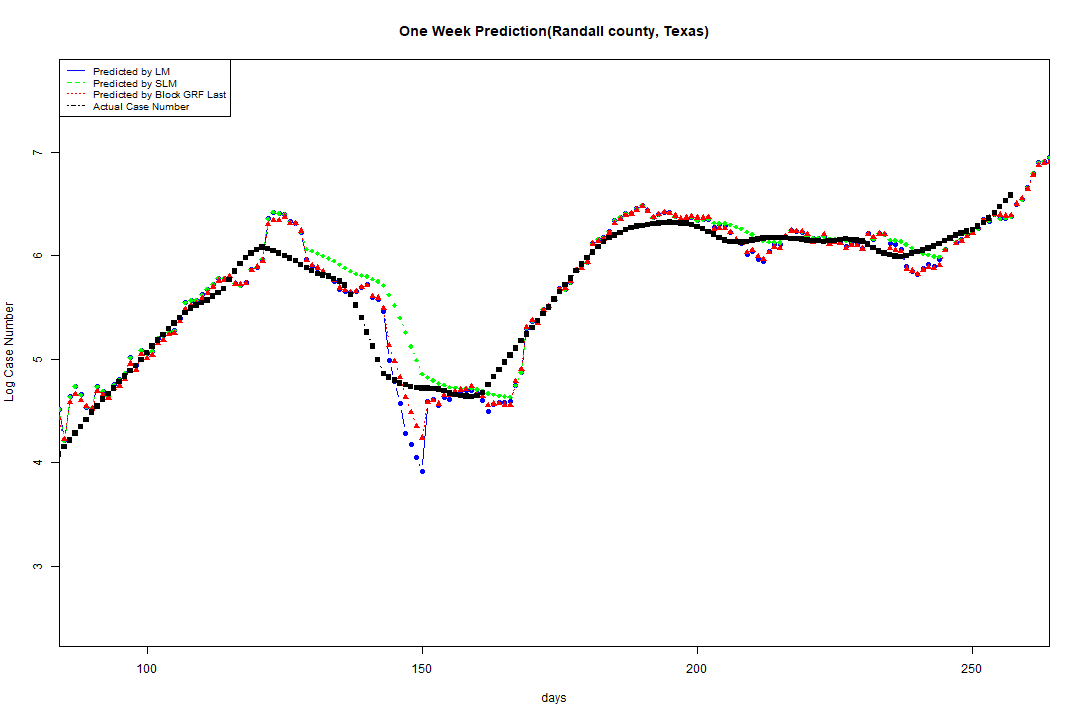 One Week Prediction(Randall county, Texas)
Predicted by LM
Predicted by SLM
Predicted by Block GRF Last
Actual Case Number
7
6
5
4
3
Log Case Number
100 150 200 250
days